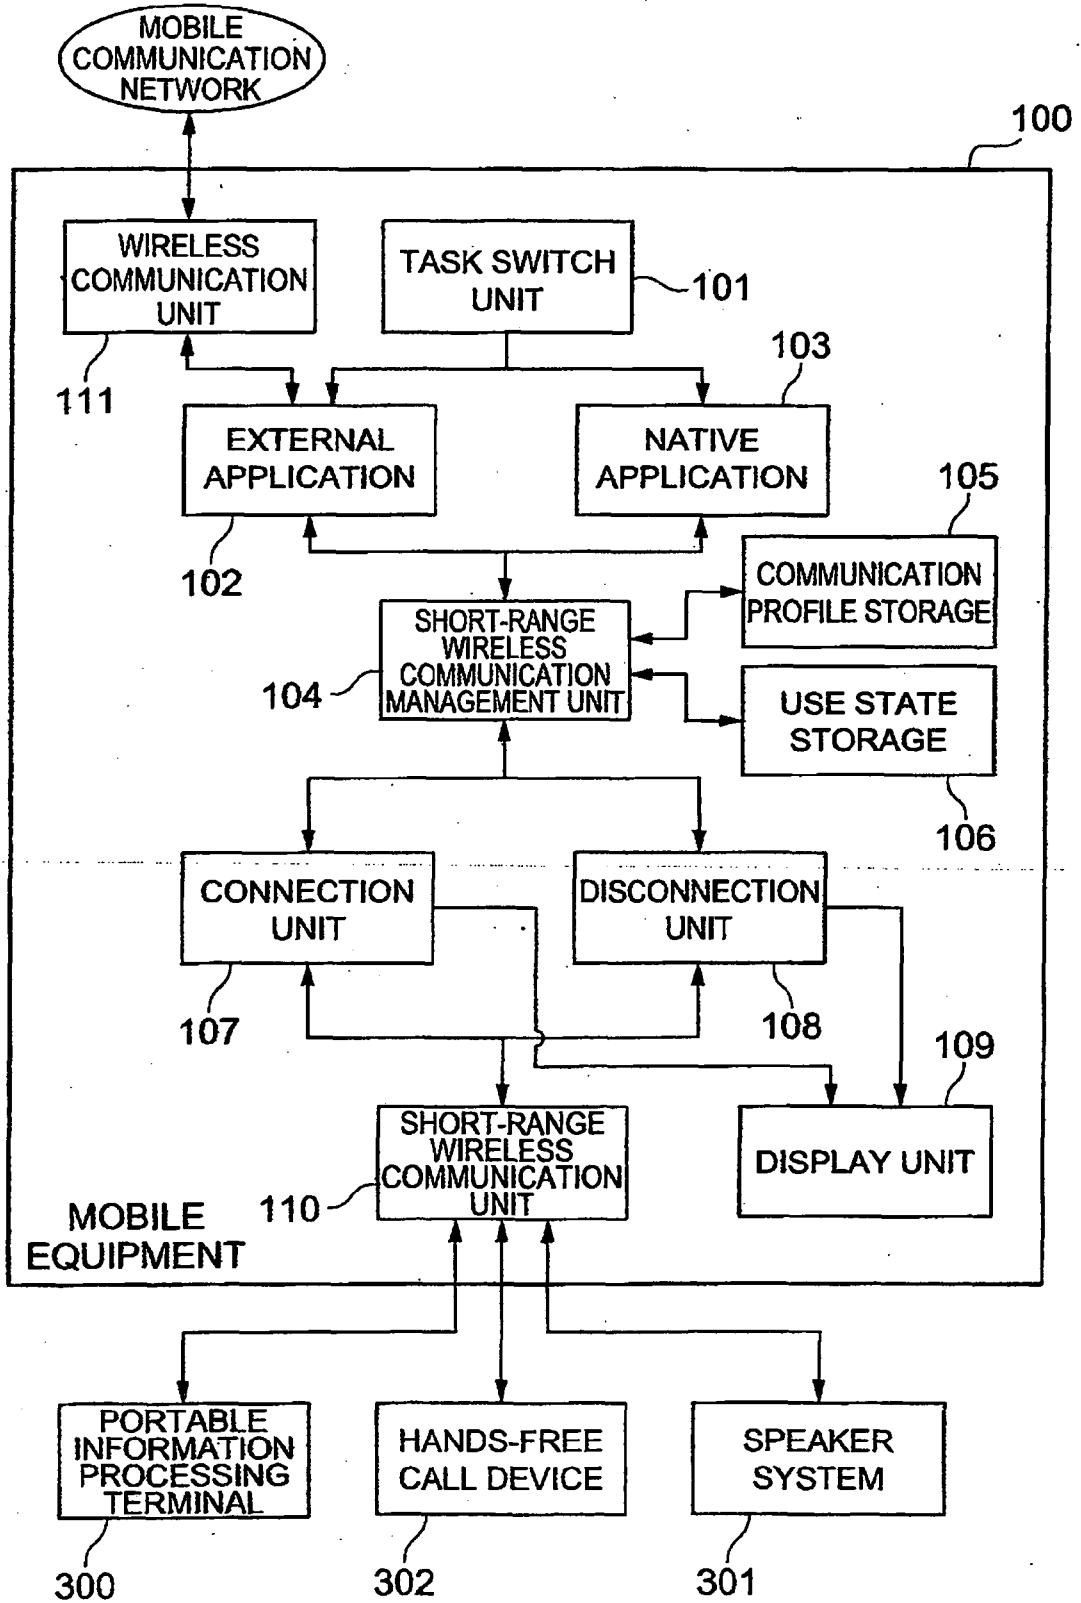 MOBILE
COMMUNICATION
NETWORK
100
WIRELESS
COMMUNICATION
UNIT
111
TASK SWITCH
UNIT
101
103
EXTERNAL
APPLICATION
102
NATIVE
APPLICATION
105
COMMUNICATION
PROFILE STORAGE
SHORT-RANGE
WIRELESS
COMMUNICATION
MANAGEMENT UNIT
104
USE STATE
STORAGE
106
CONNECTION
UNIT
107
DISCONNECTION
UNIT
108
109
SHORT-RANGE
WIRELESS
COMMUNICATION
UNIT
110
DISPLAY UNIT
MOBILE
EQUIPMENT
PORTABLE
INFORMATION
PROCESSING
TERMINAL
300
HANDS-FREE
CALL DEVICE
302
SPEAKER
SYSTEM
301